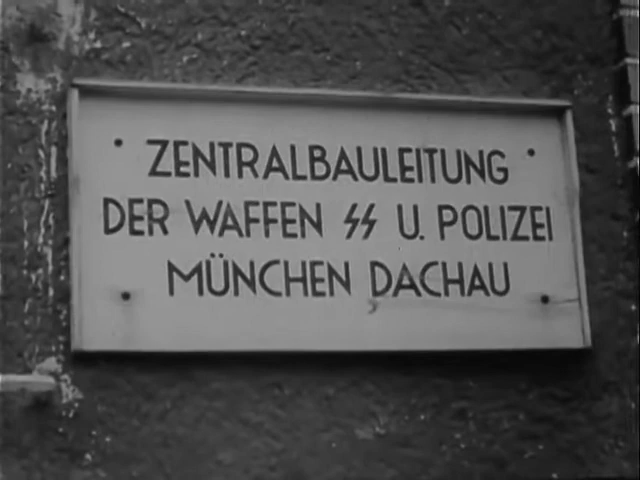 ZENTRALBAULEITUNG
DER WAFFEN ᛋᛋ U. POLIZEI
MÜNCHEN DACHAU